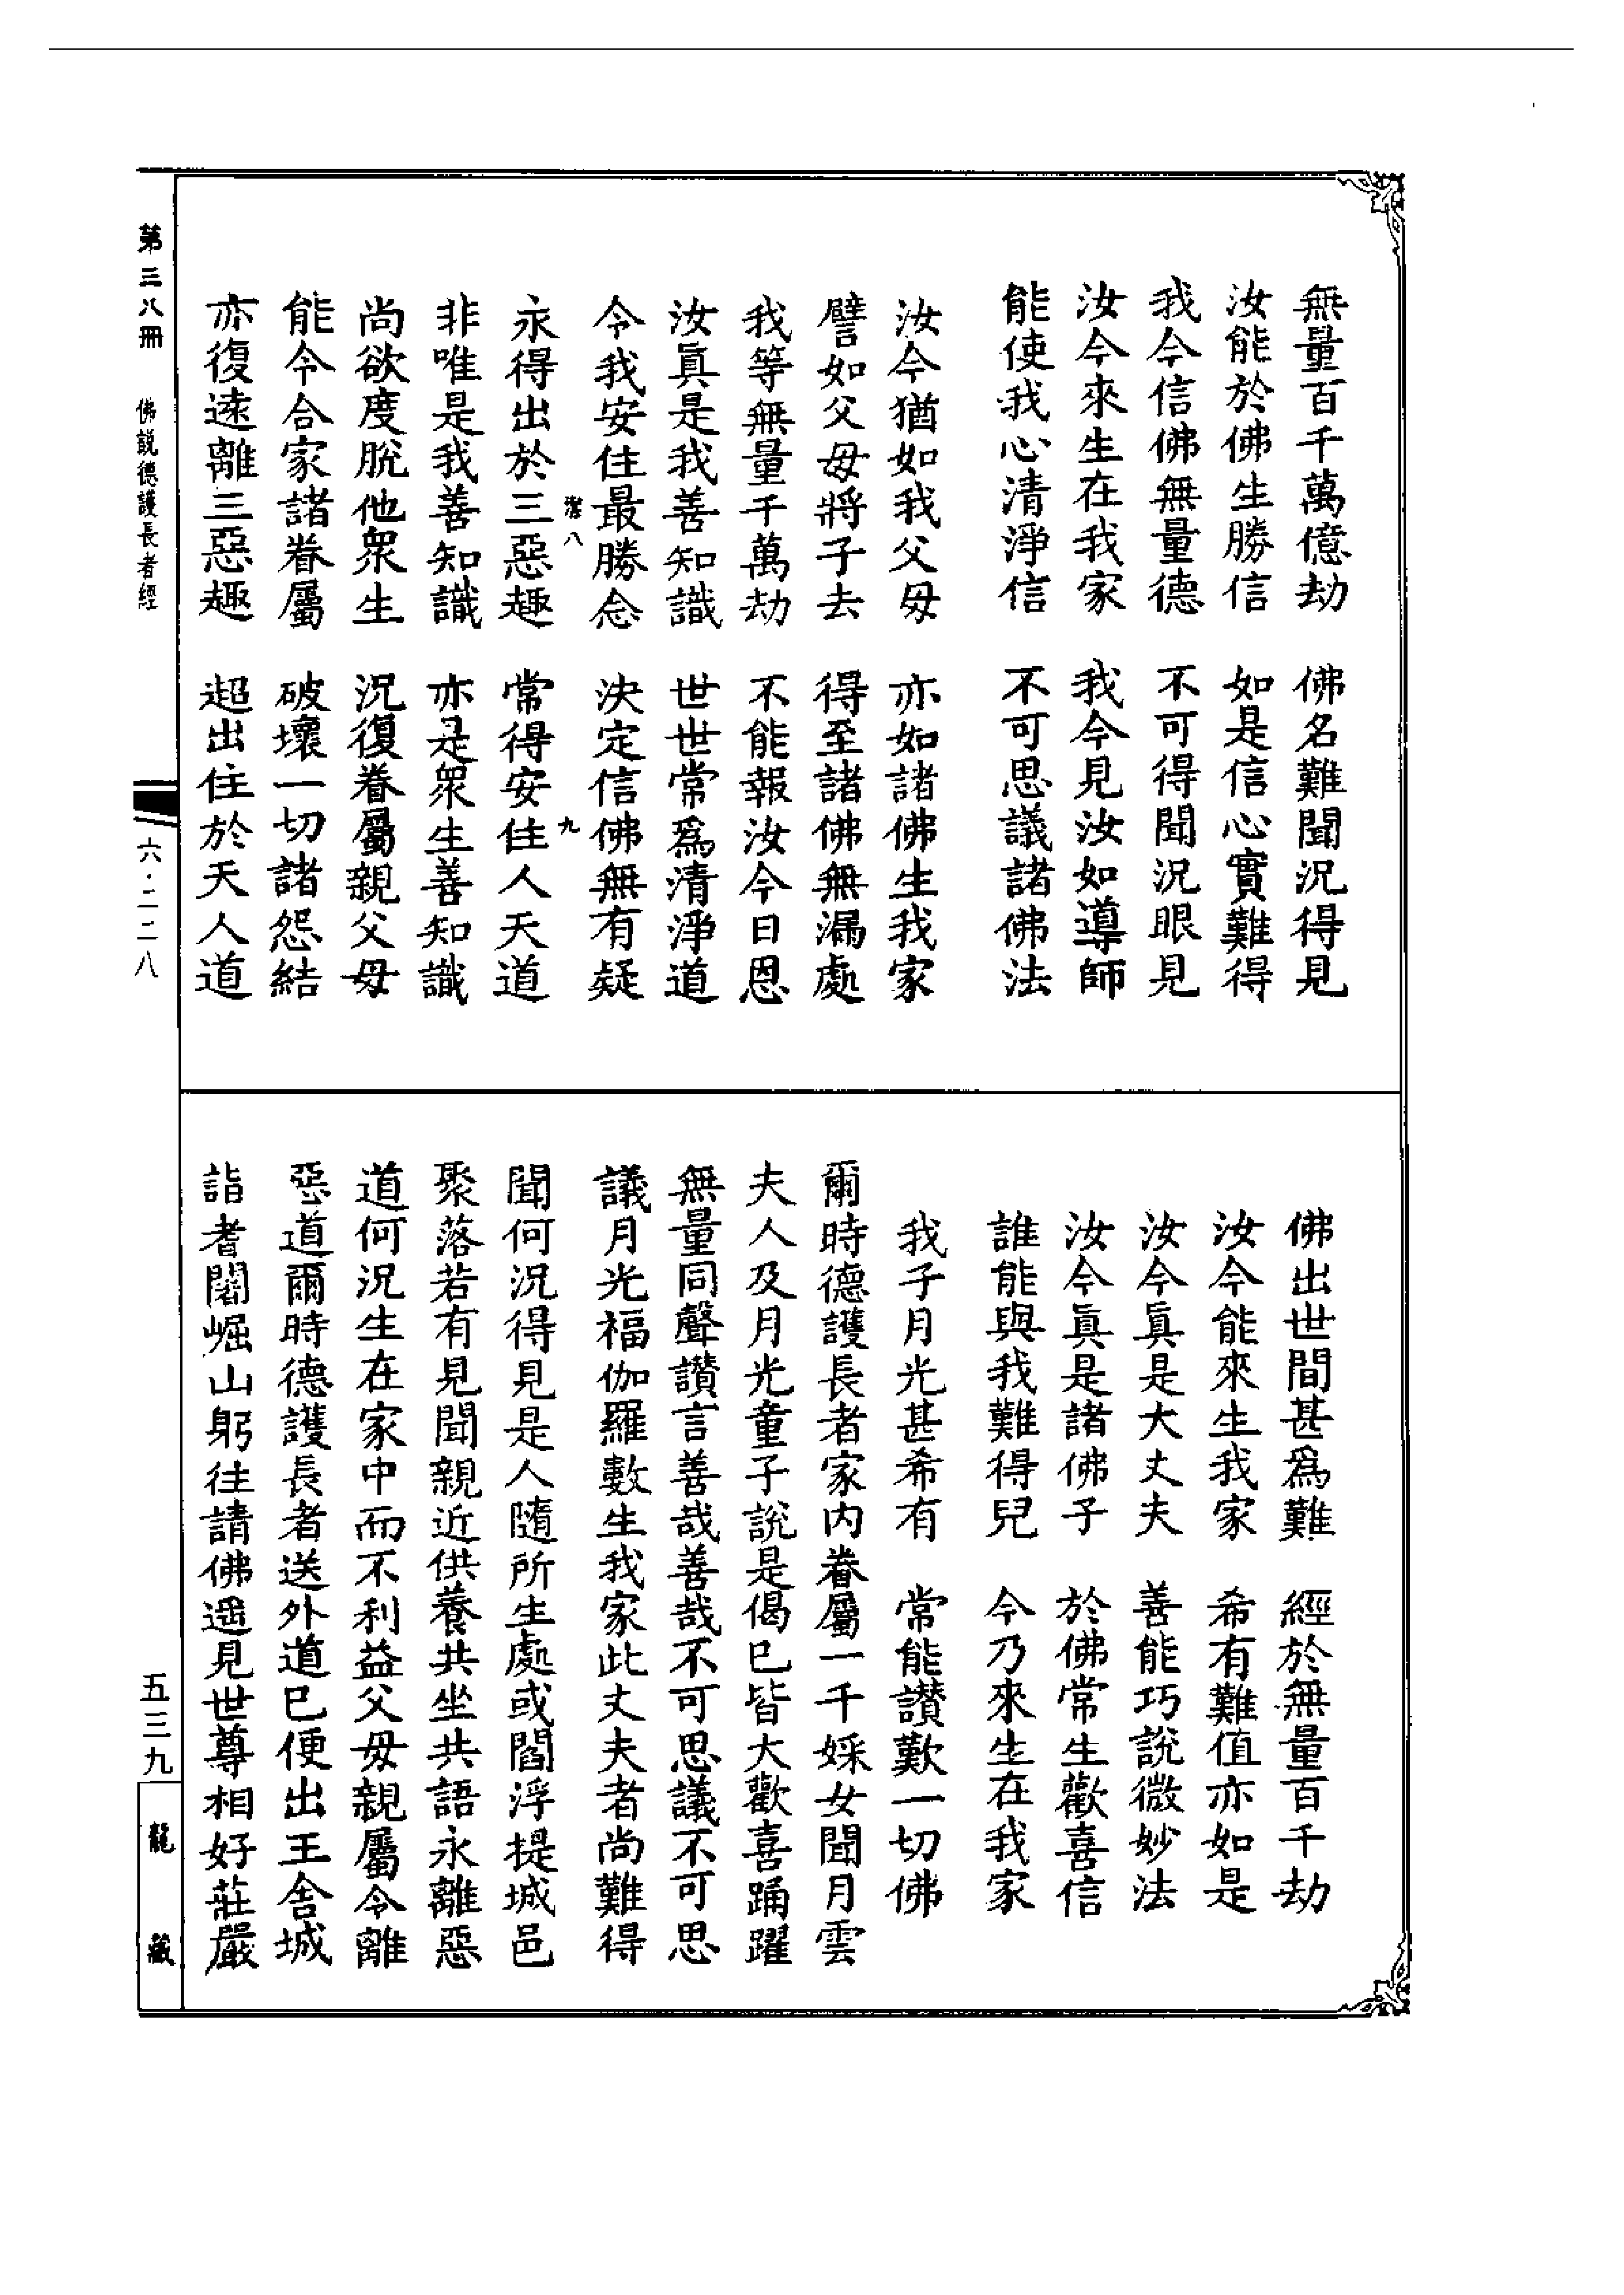 無量百千萬億劫　佛名難聞況得見
汝能於佛生勝信　如是信心實難得
我今信佛無量德　不可得聞況眼見
汝今來生在我家　我今見汝如導師
能使我心清淨信　不可思議諸佛法
汝今猶如我父母　亦如諸佛生我家
譬如父母將子去　得至諸佛無漏處
我等無量千萬劫　不能報汝今日恩
汝真是我善知識　世世常爲清淨道
令我安住最勝念　決定信佛無有疑
八　九
永得出於三惡趣　常得安住人天道
非唯是我善知識　亦是眾生善知識
尚欲度脫他眾生　況復眷屬親父母
能令合家諸眷屬　破壞一切諸怨結
亦復遠離三惡趣　超出住於天人道
佛出世間甚爲難　經於無量百千劫
汝今能來生我家　希有難值亦如是
汝今真是大丈夫　善能巧說微妙法
汝今真是諸佛子　於佛常生歡喜信
誰能與我難得兒　今乃來生在我家
我子月光甚希有　常能讚歎一切佛
爾時德護長者家內眷屬一千婇女聞月雲
夫人及月光童子說是偈已皆大歡喜踊躍
無量同聲讚言善哉善哉不可思議不可思
議月光福伽羅數生我家此丈夫者尚難得
聞何況得見是人隨所生處或閻浮提城邑
聚落若有見聞親近供養共坐共語永離惡
道何況生在家中而不利益父母親屬令離
惡道爾時德護長者送外道已便出王舍城
詣耆闍崛山躬往請佛遥見世尊相好莊嚴
第三八冊　佛説德護長者經
六·二二八
五三九
龍藏